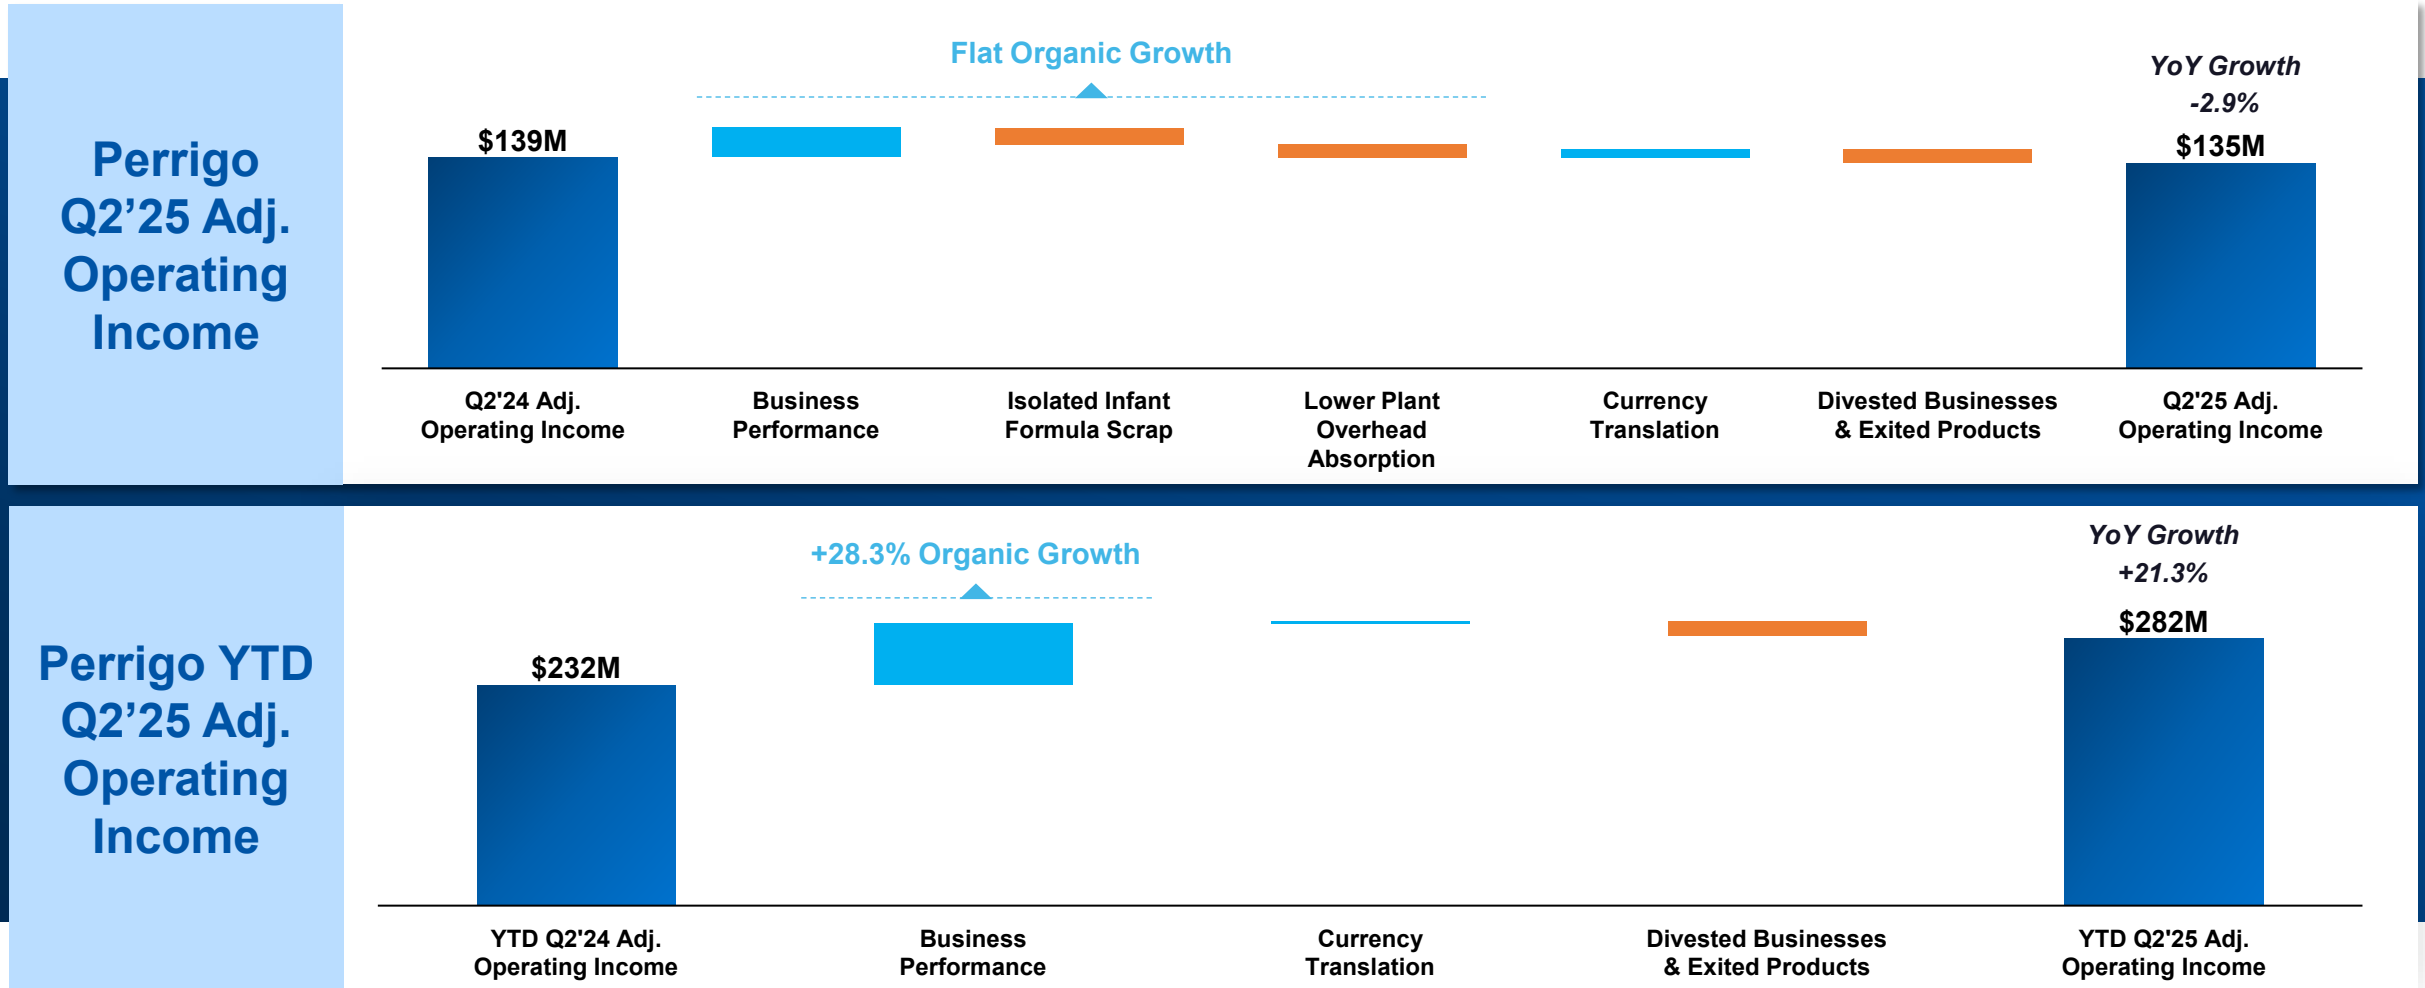 Perrigo
Q2’25 Adj.
Operating
Income
Flat Organic Growth
YoY Growth
-2.9%
$139M
$135M
Q2'24 Adj.
Operating Income
Business
Performance
Isolated Infant
Formula Scrap
Lower Plant
Overhead
Absorption
Currency
Translation
Divested Businesses
& Exited Products
Q2'25 Adj.
Operating Income
Perrigo YTD
Q2’25 Adj.
Operating
Income
+28.3% Organic Growth
YoY Growth
+21.3%
$232M
$282M
YTD Q2'24 Adj.
Operating Income
Business
Performance
Currency
Translation
Divested Businesses
& Exited Products
YTD Q2'25 Adj.
Operating Income